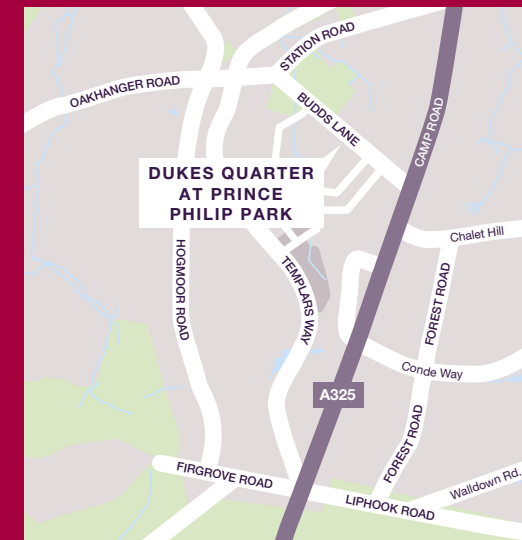 STATION ROAD
OAKHANGER ROAD
BUDDS LANE
CAMP ROAD
DUKES QUARTER
AT PRINCE
PHILIP PARK
Chalet Hill
HOGMOOR ROAD
TEMPLARS WAY
FOREST ROAD
Conde Way
A325
FOREST ROAD
FIRGROVE ROAD
LIPHOOK ROAD
Walldown Rd.